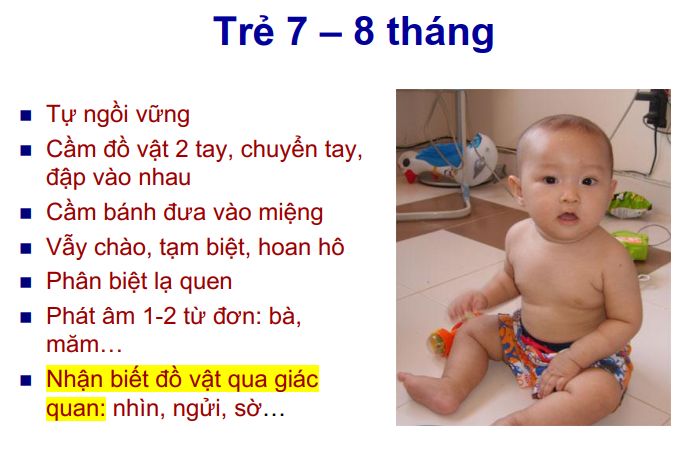 Trẻ 7 – 8 tháng
Tự ngồi vững
Cầm đồ vật 2 tay, chuyển tay,
đập vào nhau
Cầm bánh đưa vào miệng
Vẫy chào, tạm biệt, hoan hô
Phân biệt lạ quen
Phát âm 1-2 từ đơn: bà,
măm…
Nhận biết đồ vật qua giác
quan: nhìn, ngửi, sờ…